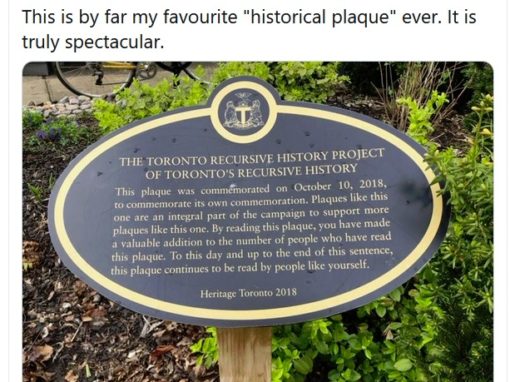 This is by far my favourite "historical plaque" ever. It is
truly spectacular.
THE TORONTO RECURSIVE HISTORY PROJECT
OF TORONTO'S RECURSIVE HISTORY
This plaque was commemorated on October 10, 2018,
to commemorate its own commemoration. Plaques like this
one are an integral part of the campaign to support more
plaques like this one. By reading this plaque, you have made
a valuable addition to the number of people who have read
this plaque. To this day and up to the end of this sentence,
this plaque continues to be read by people like yourself.
Heritage Toronto 2018